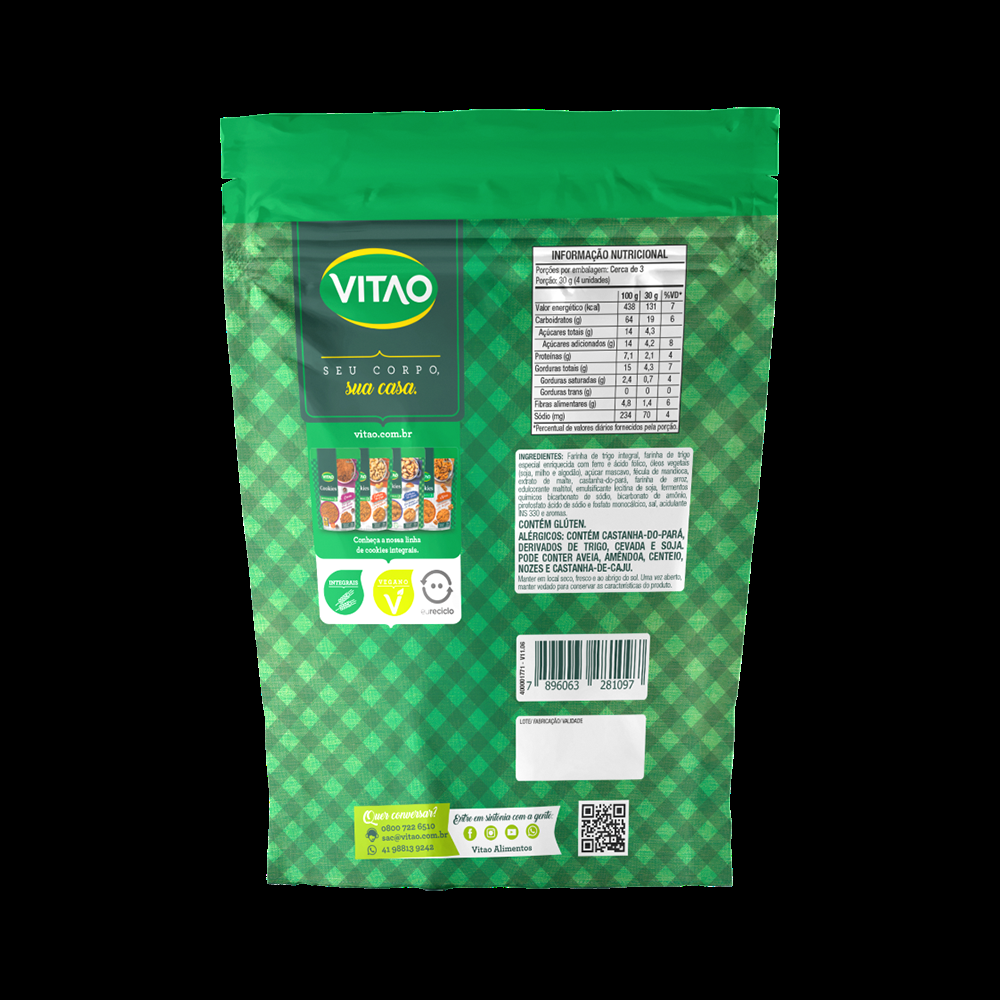 VITAO
SEU CORPO,
sua casa.
vitao.com.br
Conheça a nossa linha
de cookies integrais.
INTEGRAIS
VEGANO
eureciclo
INFORMAÇÃO NUTRICIONAL
Porções por embalagem: Cerca de 3
Porção: 30 g (4 unidades)
100 g 30 g %VD*
Valor energético (kcal) 438 131 7
Carboidratos (g) 64 19 6
Açúcares totais (g) 14 4,3
Açúcares adicionados (g) 14 4,2 8
Proteínas (g) 7,1 2,1 4
Gorduras totais (g) 15 4,3 7
Gorduras saturadas (g) 2,4 0,7 4
Gorduras trans (g) 0 0 0
Fibras alimentares (g) 4,8 1,4 6
Sódio (mg) 234 70 4
*Percentual de valores diários fornecidos pela porção.
INGREDIENTES: Farinha de trigo integral, farinha de trigo
especial enriquecida com ferro e ácido fólico, óleos vegetais
(soja, milho e algodão), açúcar mascavo, fécula de mandioca,
extrato de malte, castanha-do-pará, farinha de arroz,
edulcorante maltitol, emulsificante lecitina de soja, fermentos
químicos bicarbonato de sódio, bicarbonato de amônio,
pirofosfato ácido de sódio e fosfato monocálcico, sal, acidulante
INS 330 e aromas.
CONTÉM GLÚTEN.
ALÉRGICOS: CONTÉM CASTANHA-DO-PARÁ,
DERIVADOS DE TRIGO, CEVADA E SOJA.
PODE CONTER AVEIA, AMÊNDOA, CENTEIO,
NOZES E CASTANHA-DE-CAJU.
Manter em local seco, fresco e ao abrigo do sol. Uma vez aberto,
manter vedado para conservar as características do produto.
400001771 - V11.06
7 896063 281097
LOTE/ FABRICAÇÃO/ VALIDADE
Quer conversar?
0800 722 6510
sac@vitao.com.br
41 98813 9242
Entre em sintonia com a gente:
Vitao Alimentos